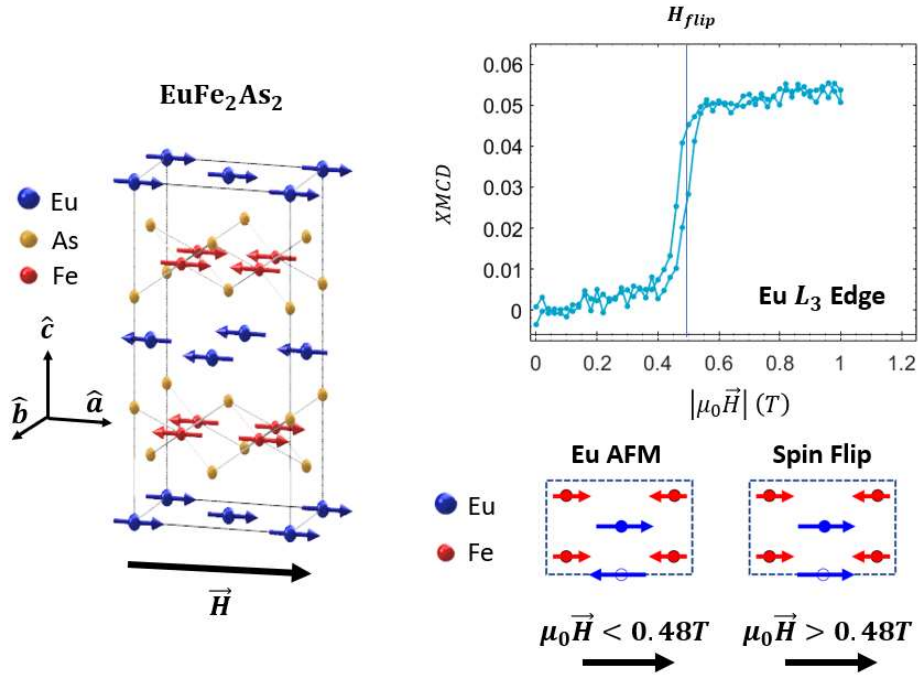 EuFe₂As₂
Eu
As
Fe
ĉ
b̂
â
H⃗
H_flip
XMCD
0.06
0.05
0.04
0.03
0.02
0.01
0
Eu L₃ Edge
0 0.2 0.4 0.6 0.8 1 1.2
|μ₀H⃗| (T)
Eu AFM
Spin Flip
Eu
Fe
μ₀H⃗ < 0.48T
μ₀H⃗ > 0.48T